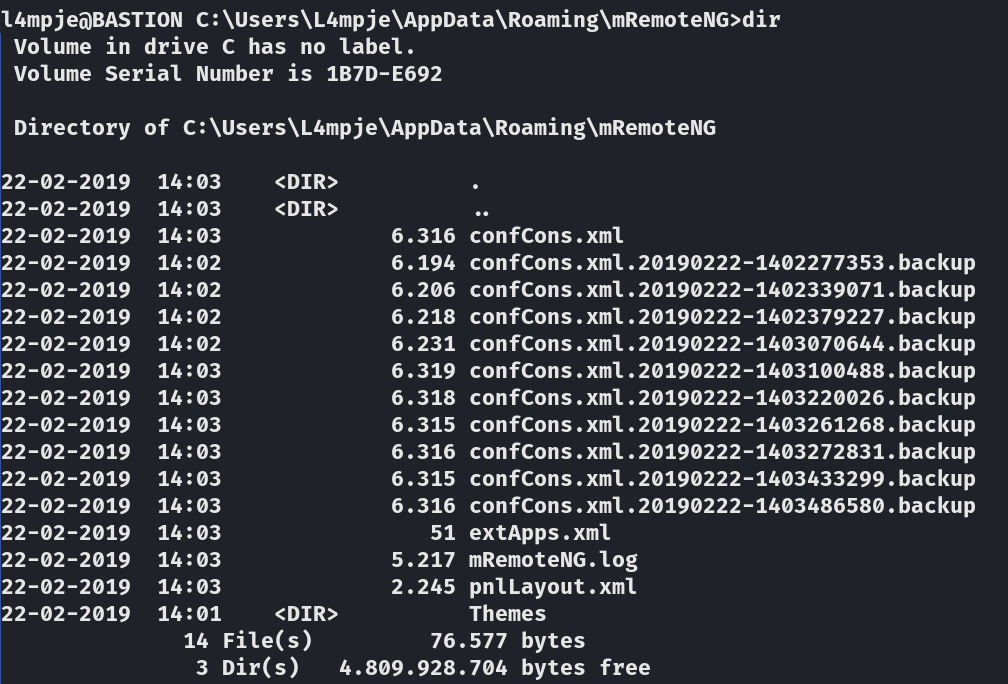 l4mpje@BASTION C:\Users\L4mpje\AppData\Roaming\mRemoteNG>dir
Volume in drive C has no label.
Volume Serial Number is 1B7D-E692
Directory of C:\Users\L4mpje\AppData\Roaming\mRemoteNG
22-02-2019  14:03    <DIR>          .
22-02-2019  14:03    <DIR>          ..
22-02-2019  14:03             6.316 confCons.xml
22-02-2019  14:02             6.194 confCons.xml.20190222-1402277353.backup
22-02-2019  14:02             6.206 confCons.xml.20190222-1402339071.backup
22-02-2019  14:02             6.218 confCons.xml.20190222-1402379227.backup
22-02-2019  14:02             6.231 confCons.xml.20190222-1403070644.backup
22-02-2019  14:03             6.319 confCons.xml.20190222-1403100488.backup
22-02-2019  14:03             6.318 confCons.xml.20190222-1403220026.backup
22-02-2019  14:03             6.315 confCons.xml.20190222-1403261268.backup
22-02-2019  14:03             6.316 confCons.xml.20190222-1403272831.backup
22-02-2019  14:03             6.315 confCons.xml.20190222-1403433299.backup
22-02-2019  14:03             6.316 confCons.xml.20190222-1403486580.backup
22-02-2019  14:03                51 extApps.xml
22-02-2019  14:03             5.217 mRemoteNG.log
22-02-2019  14:03             2.245 pnlLayout.xml
22-02-2019  14:01    <DIR>          Themes
14 File(s)         76.577 bytes
3 Dir(s)   4.809.928.704 bytes free